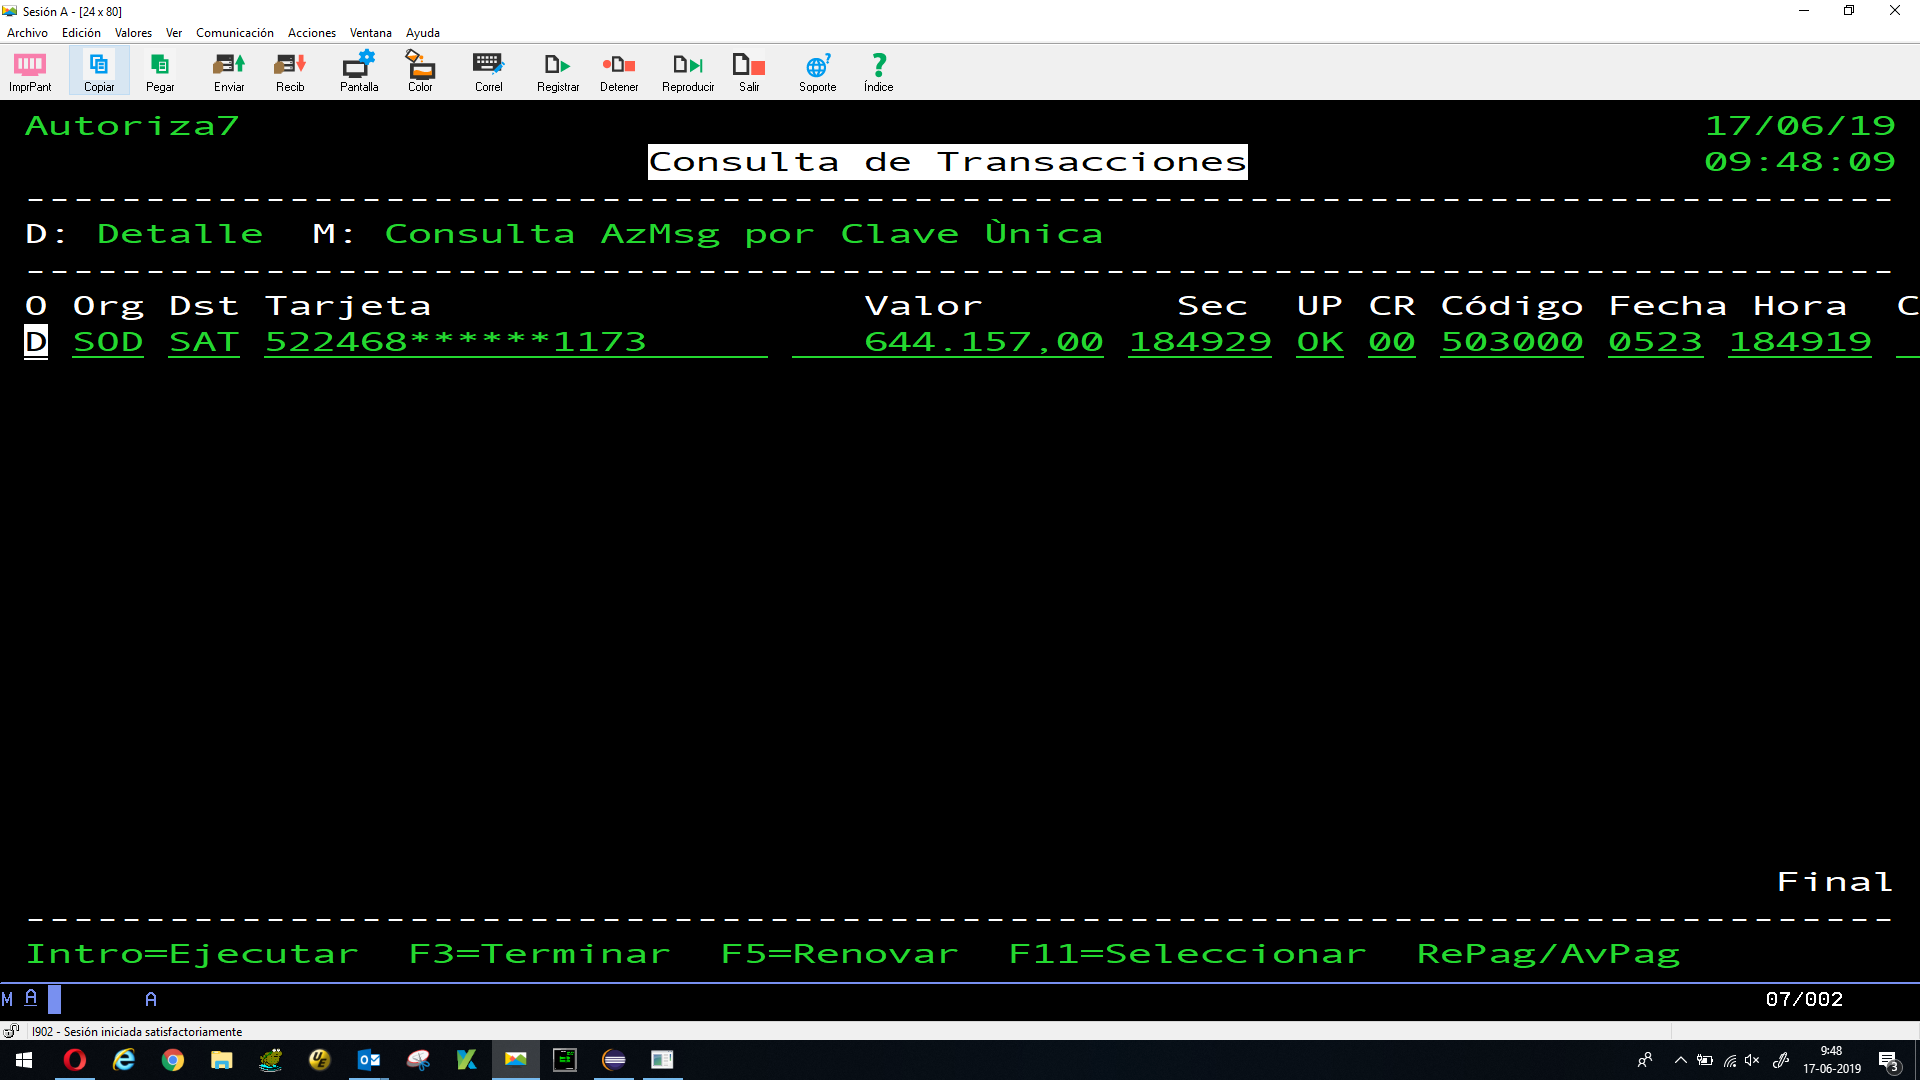 Sesión A - [24 x 80]
Archivo Edición Valores Ver Comunicación Acciones Ventana Ayuda
ImprPant Copiar Pegar Enviar Recib Pantalla Color Correl Registrar Detener Reproducir Salir Soporte Índice
Autoriza7 17/06/19
Consulta de Transacciones 09:48:09
D: Detalle M: Consulta AzMsg por Clave Ùnica
O Org Dst Tarjeta Valor Sec UP CR Código Fecha Hora C
D SOD SAT 522468******1173 644.157,00 184929 OK 00 503000 0523 184919
Final
Intro=Ejecutar F3=Terminar F5=Renovar F11=Seleccionar RePag/AvPag
M A A 07/002
I902 - Sesión iniciada satisfactoriamente
9:48
17-06-2019
3